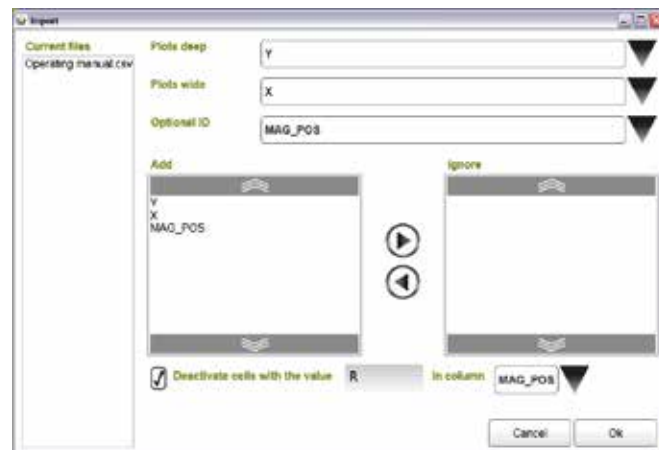 Import
Current files
Operating manual.csv
Plots deep
Y
Plots wide
X
Optional ID
MAG_POS
Add
Ignore
Y
X
MAG_POS
Deactivate cells with the value
R
in column
MAG_POS
Cancel
Ok